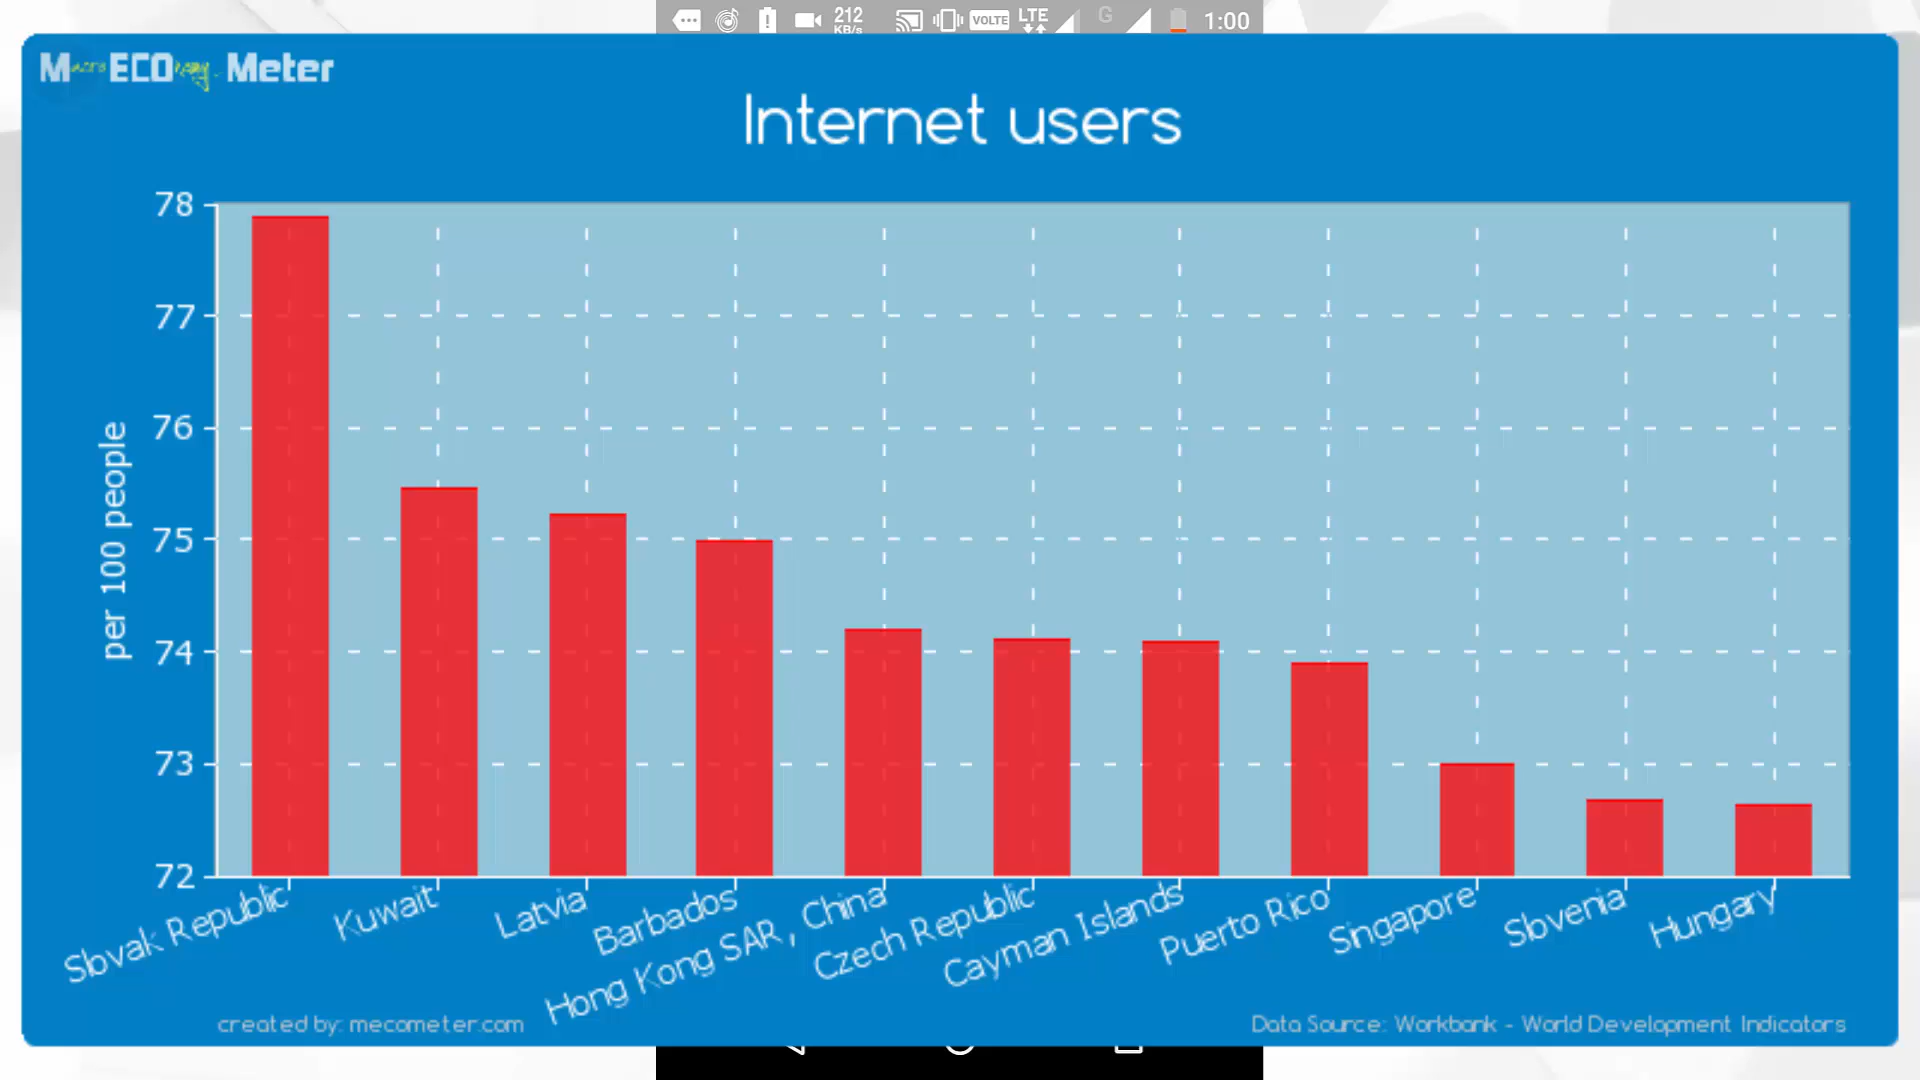 212
KB/s
VOLTE
LTE
G
1:00
M ECO Meter
Internet users
per 100 people
78
77
76
75
74
73
72
Slovak Republic
Kuwait
Latvia
Barbados
Hong Kong SAR, China
Czech Republic
Cayman Islands
Puerto Rico
Singapore
Slovenia
Hungary
created by: mecometer.com
Data Source: Workbank - World Development Indicators